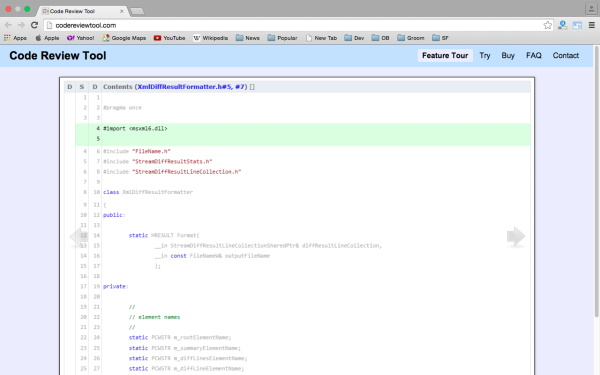 Code Review Tool
codereviewtool.com
Apps Apple Yahoo! Google Maps YouTube Wikipedia News Popular New Tab Dev OB Groom SF
Code Review Tool Feature Tour Try Buy FAQ Contact
D S D Contents (XmlDiffResultFormatter.h#5, #7) []
1 1
2 2 #pragma once
3 3
4 #import <msxml6.dll>
5
4 6 #include "FileName.h"
5 7 #include "StreamDiffResultStats.h"
6 8 #include "StreamDiffResultLineCollection.h"
7 9
8 10 class XmlDiffResultFormatter
9 11 {
10 12 public:
11 13
12 14 static HRESULT Format(
13 15 __in StreamDiffResultLineCollectionSharedPtr& diffResultLineCollection,
14 16 __in const FileNameW& outputFileName
15 17 );
16 18
17 19 private:
18 20
19 21 //
20 22 // element names
21 23 //
22 24 static PCWSTR m_rootElementName;
23 25 static PCWSTR m_summaryElementName;
24 26 static PCWSTR m_diffLinesElementName;
25 27 static PCWSTR m_diffLineElementName;